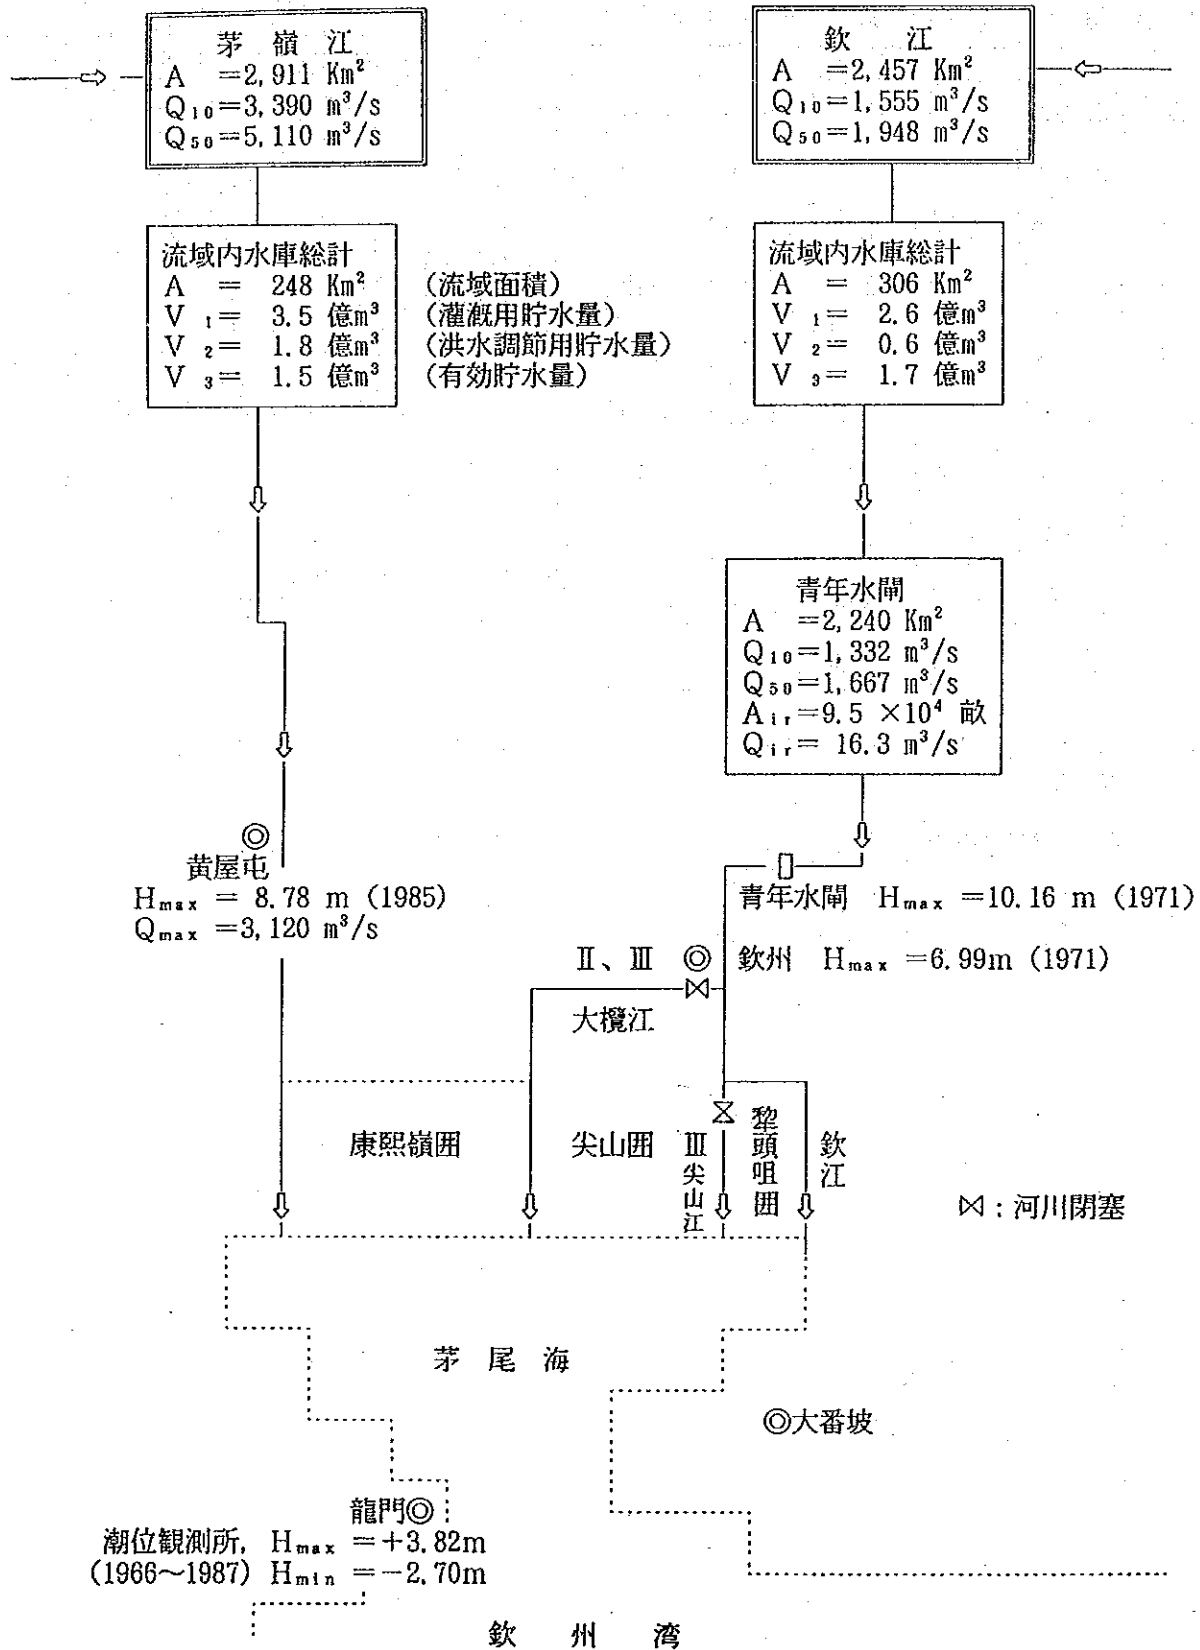 茅嶺江
A =2,911 Km²
Q₁₀=3,390 m³/s
Q₅₀=5,110 m³/s
欽江
A =2,457 Km²
Q₁₀=1,555 m³/s
Q₅₀=1,948 m³/s
流域内水庫総計
A = 248 Km² (流域面積)
V ₁= 3.5 億m³ (灌漑用貯水量)
V ₂= 1.8 億m³ (洪水調節用貯水量)
V ₃= 1.5 億m³ (有効貯水量)
流域内水庫総計
A = 306 Km²
V ₁= 2.6 億m³
V ₂= 0.6 億m³
V ₃= 1.7 億m³
青年水閘
A =2,240 Km²
Q₁₀=1,332 m³/s
Q₅₀=1,667 m³/s
Aᵢᵣ=9.5 ×10⁴ 畝
Qᵢᵣ= 16.3 m³/s
◎
黄屋屯
Hmax = 8.78 m (1985)
Qmax =3,120 m³/s
青年水閘 Hmax =10.16 m (1971)
Ⅱ、Ⅲ ◎ 欽州 Hmax =6.99m (1971)
大欖江
康熙嶺囲
尖山囲
Ⅲ尖山江
犂頭咀囲
欽江
⋈:河川閉塞
茅尾海
◎大番坡
龍門◎
潮位観測所, Hmax =+3.82m
(1966~1987) Hmin =-2.70m
欽州湾